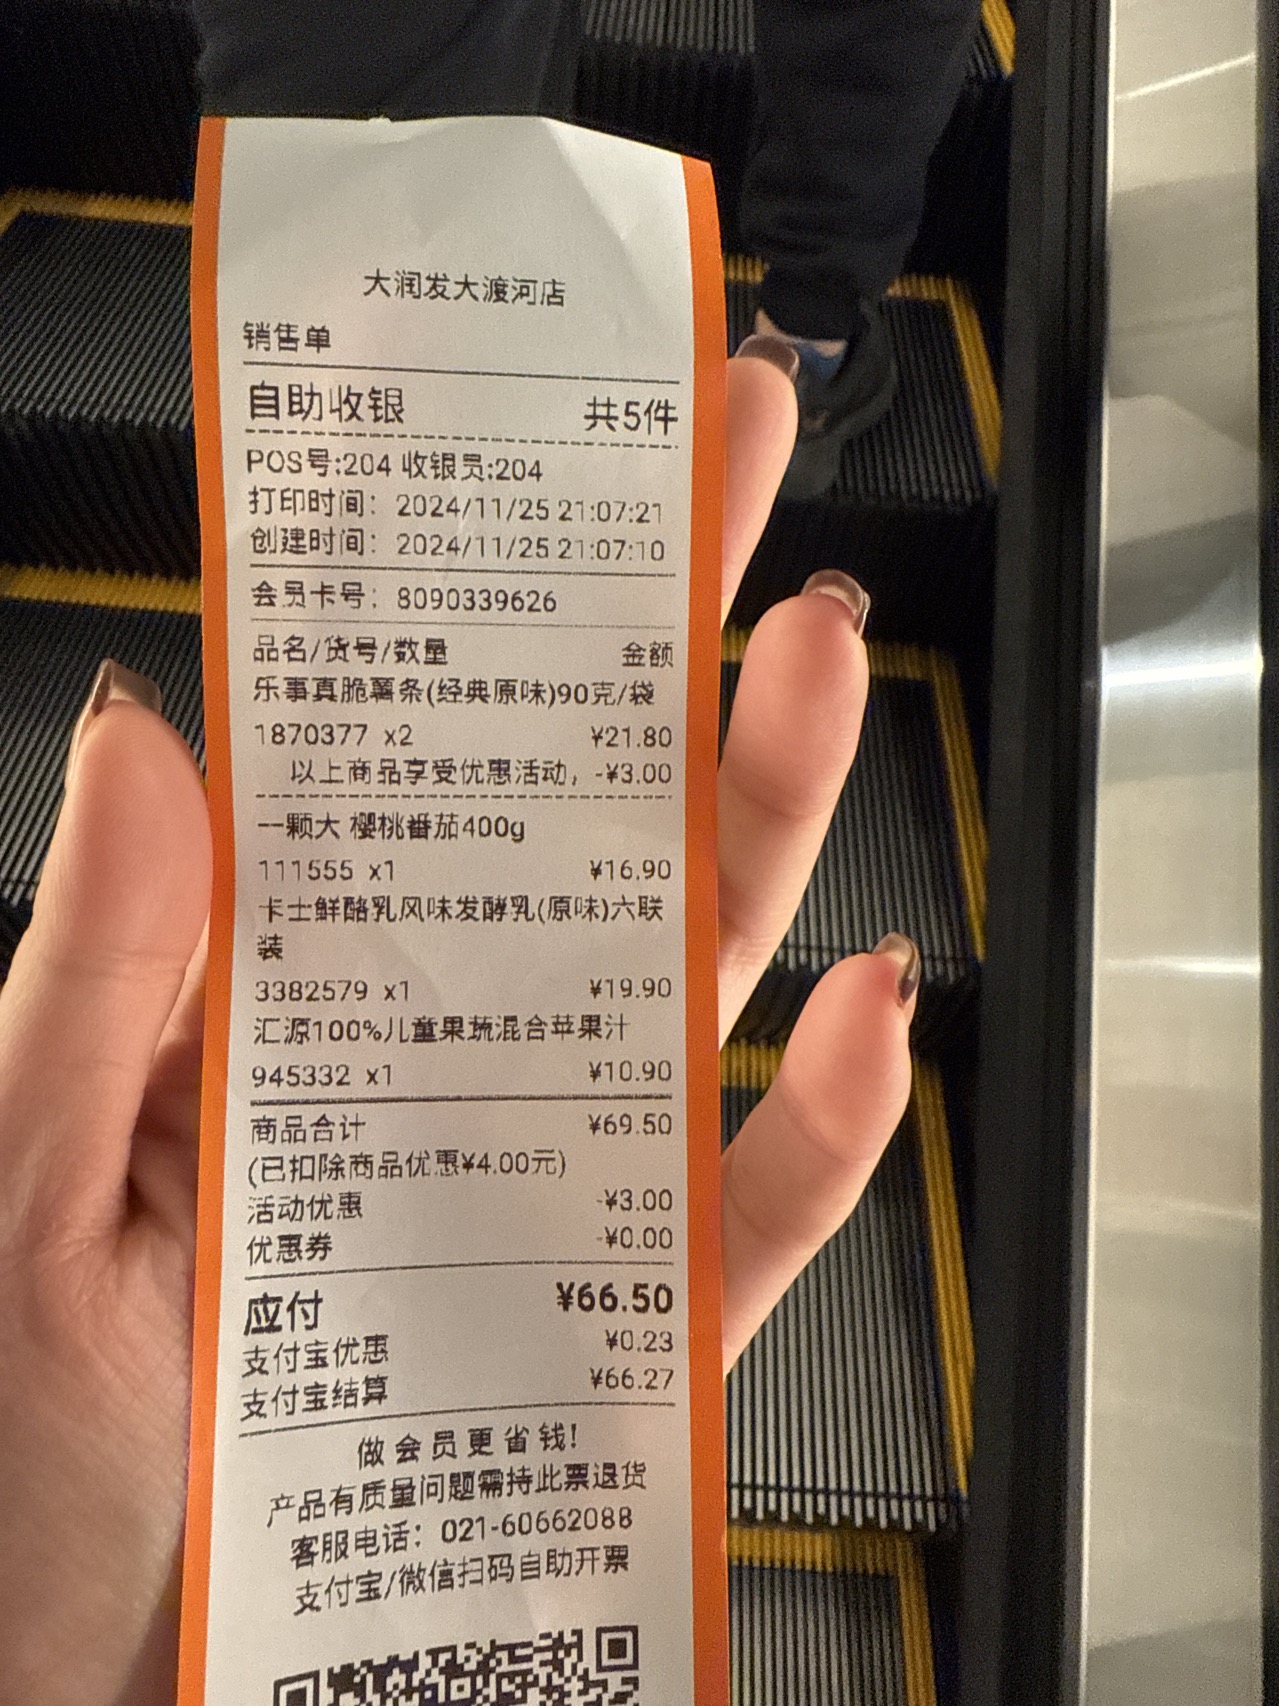 大润发大渡河店
销售单
自助收银 共5件
POS号:204 收银员:204
打印时间：2024/11/25 21:07:21
创建时间：2024/11/25 21:07:10
会员卡号：8090339626
品名/货号/数量 金额
乐事真脆薯条(经典原味)90克/袋
1870377 x2 ¥21.80
以上商品享受优惠活动，-¥3.00
一颗大 樱桃番茄400g
111555 x1 ¥16.90
卡士鲜酪乳风味发酵乳(原味)六联
装
3382579 x1 ¥19.90
汇源100%儿童果蔬混合苹果汁
945332 x1 ¥10.90
商品合计 ¥69.50
(已扣除商品优惠¥4.00元)
活动优惠 -¥3.00
优惠券 -¥0.00
应付 ¥66.50
支付宝优惠 ¥0.23
支付宝结算 ¥66.27
做会员更省钱!
产品有质量问题需持此票退货
客服电话：021-60662088
支付宝/微信扫码自助开票